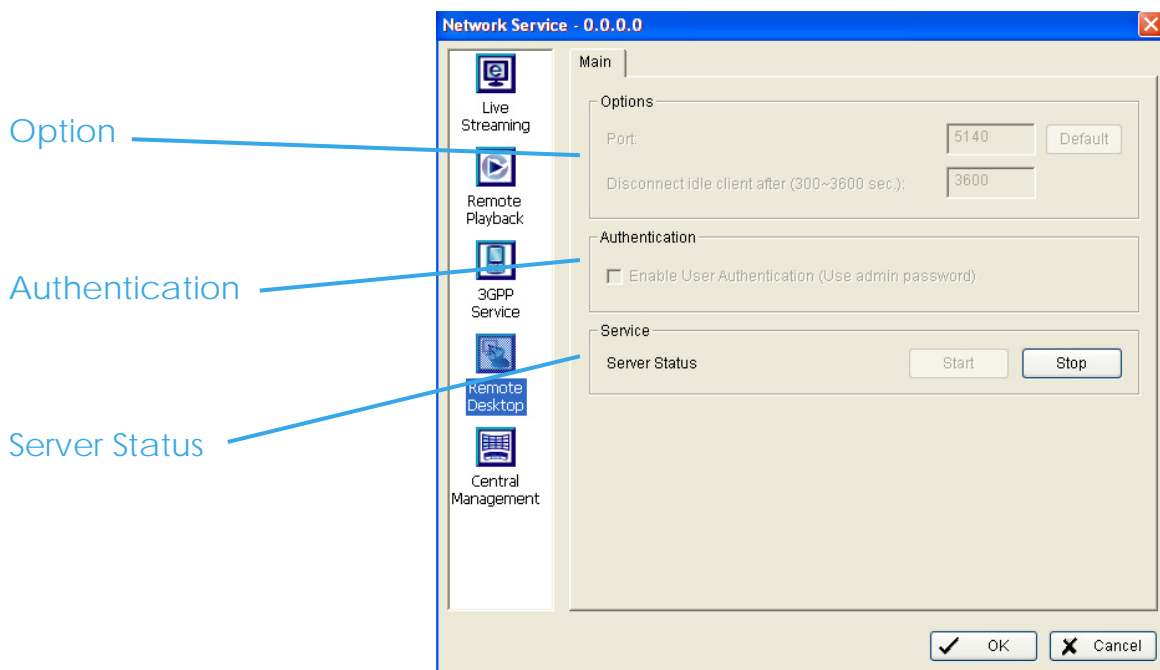 Network Service - 0.0.0.0
Option
Authentication
Server Status
Live
Streaming
Remote
Playback
3GPP
Service
Remote
Desktop
Central
Management
Main
Options
Port:
5140
Default
Disconnect idle client after (300~3600 sec.):
3600
Authentication
Enable User Authentication (Use admin password)
Service
Server Status
Start
Stop
OK
Cancel